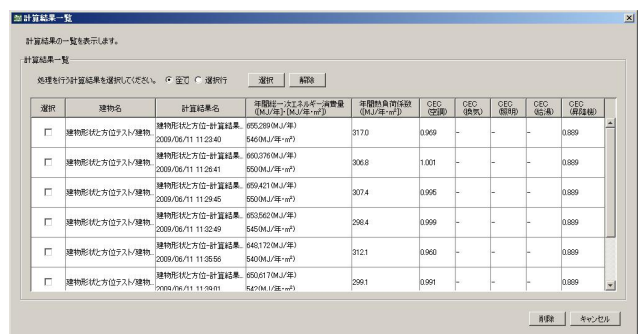 計算結果一覧
計算結果の一覧を表示します。
計算結果一覧
処理を行う計算結果を選択してください。 全て 選択行 選択 解除
選択 建物名 計算結果名 年間総一次エネルギー消費量 ([MJ/年]・[MJ/年・m²]) 年間熱負荷係数 ([MJ/年・m²]) CEC (空調) CEC (換気) CEC (照明) CEC (給湯) CEC (昇降機)
建物形状と方位テスト/建物... 建物形状と方位-計算結果... 655,289(MJ/年) 317.0 0.969 - - - 0.889
2009/06/11 11:23:40 546(MJ/年・m²)
建物形状と方位テスト/建物... 建物形状と方位-計算結果... 660,376(MJ/年) 306.8 1.001 - - - 0.889
2009/06/11 11:26:41 550(MJ/年・m²)
建物形状と方位テスト/建物... 建物形状と方位-計算結果... 659,421(MJ/年) 307.4 0.995 - - - 0.889
2009/06/11 11:29:45 550(MJ/年・m²)
建物形状と方位テスト/建物... 建物形状と方位-計算結果... 653,562(MJ/年) 298.4 0.999 - - - 0.889
2009/06/11 11:32:49 545(MJ/年・m²)
建物形状と方位テスト/建物... 建物形状と方位-計算結果... 648,172(MJ/年) 312.1 0.960 - - - 0.889
2009/06/11 11:35:56 540(MJ/年・m²)
建物形状と方位テスト/建物... 建物形状と方位-計算結果... 650,617(MJ/年) 299.1 0.991 - - - 0.889
2009/06/11 11:39:01 542(MJ/年・m²)
削除 キャンセル